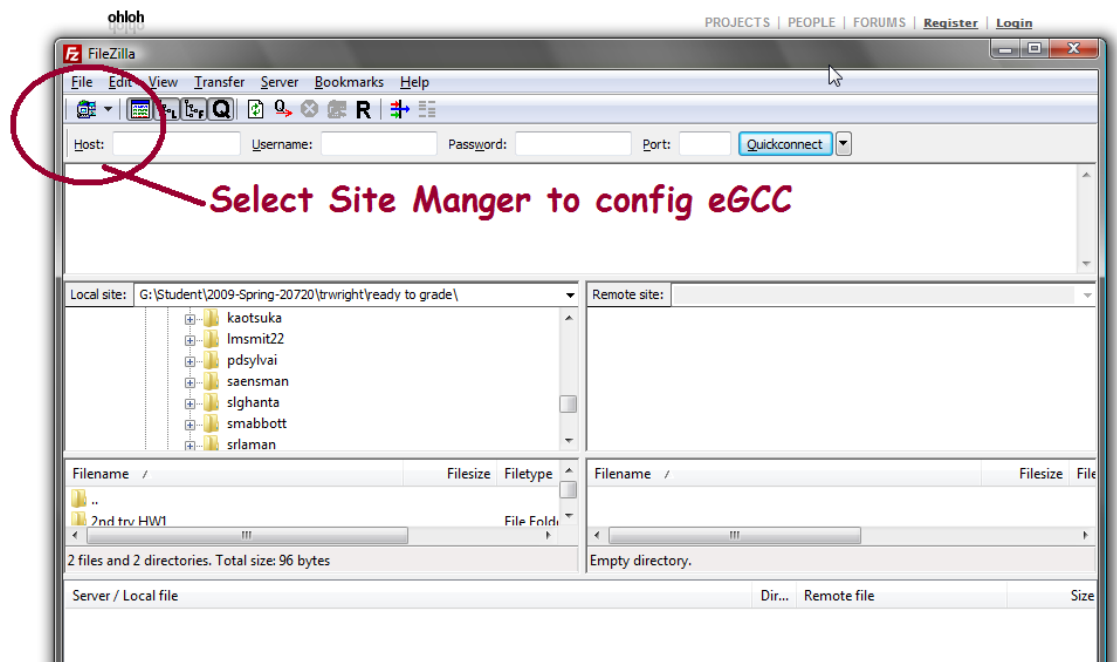 ohloh
PROJECTS | PEOPLE | FORUMS | Register | Login
FileZilla
File Edit View Transfer Server Bookmarks Help
Host: Username: Password: Port: Quickconnect
Select Site Manger to config eGCC
Local site: G:\Student\2009-Spring-20720\trwright\ready to grade\ Remote site:
kaotsuka
lmsmit22
pdsylvai
saensman
slghanta
smabbott
srlaman
Filename / Filesize Filetype Filename / Filesize File
..
2nd try HW1 File Folde
2 files and 2 directories. Total size: 96 bytes Empty directory.
Server / Local file Dir... Remote file Size